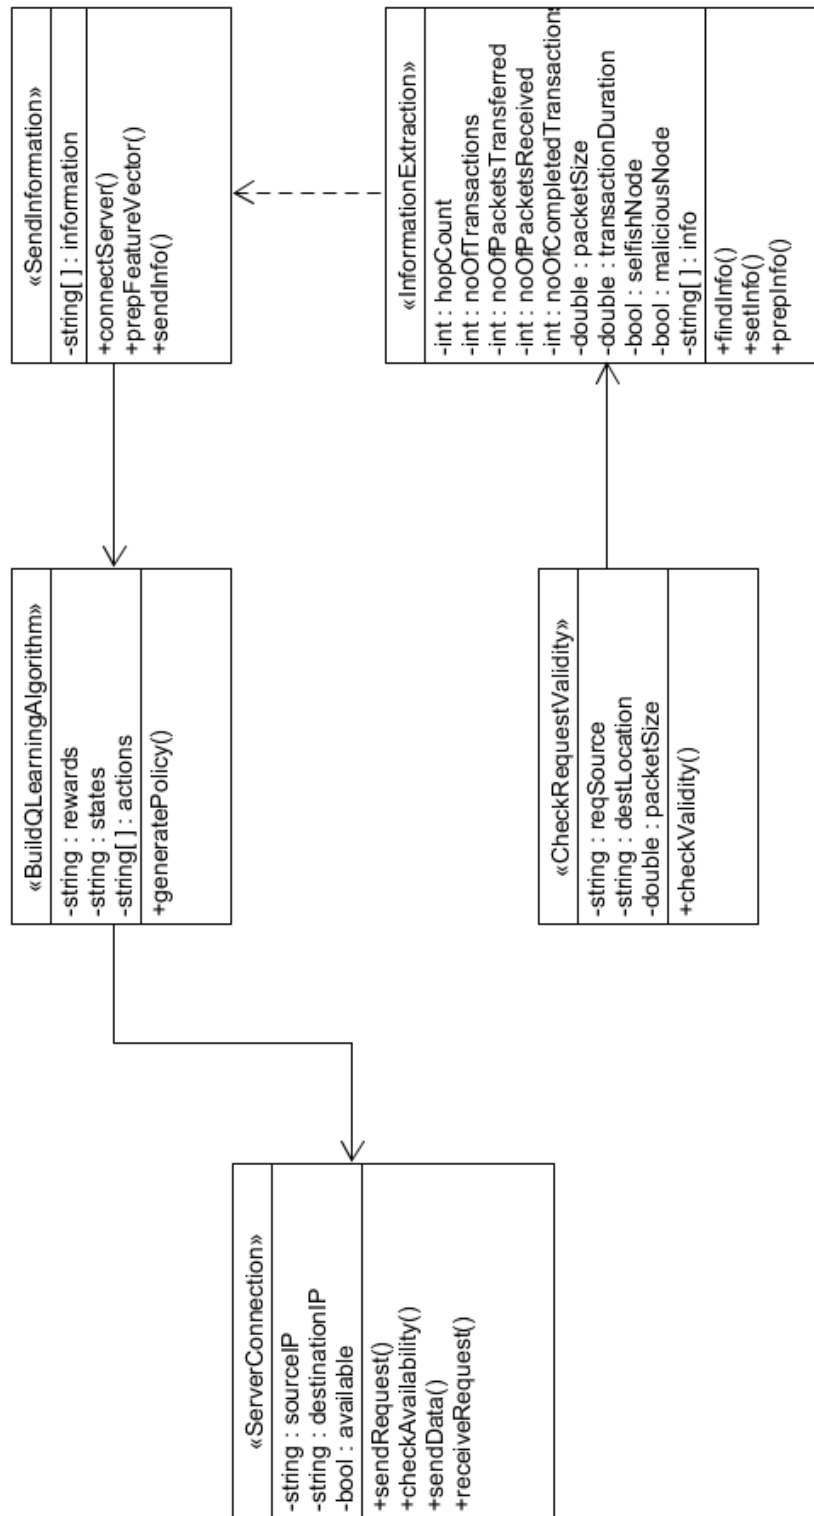 «ServerConnection»
-string : sourceIP
-string : destinationIP
-bool : available
+sendRequest()
+checkAvailability()
+sendData()
+receiveRequest()
«BuildQLearningAlgorithm»
-string : rewards
-string : states
-string[ ] : actions
+generatePolicy()
«SendInformation»
-string[ ] : information
+connectServer()
+prepFeatureVector()
+sendInfo()
«CheckRequestValidity»
-string : reqSource
-string : destLocation
-double : packetSize
+checkValidity()
«InformationExtraction»
-int : hopCount
-int : noOfTransactions
-int : noOfPacketsTransferred
-int : noOfPacketsReceived
-int : noOfCompletedTransactions
-double : packetSize
-double : transactionDuration
-bool : selfishNode
-bool : maliciousNode
-string[ ] : info
+findInfo()
+setInfo()
+prepInfo()